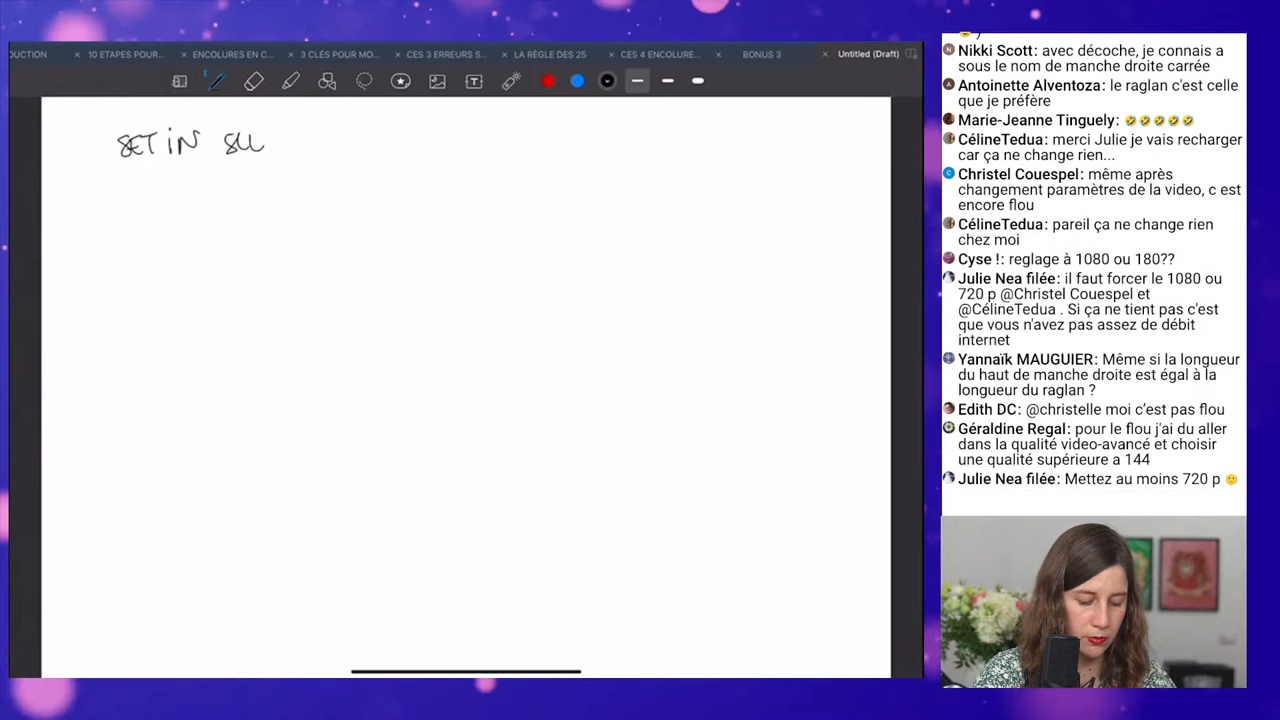 DUCTION
10 ETAPES POUR...
ENCOLURES EN C...
3 CLÉS POUR MO...
CES 3 ERREURS S...
LA RÈGLE DES 25
CES 4 ENCOLURE...
BONUS 3
Untitled (Draft)
SET IN SLL
Nikki Scott: avec décoche, je connais a
sous le nom de manche droite carrée
Antoinette Alventoza: le raglan c'est celle
que je préfère
Marie-Jeanne Tinguely: 🤣🤣🤣🤣🤣
CélineTedua: merci Julie je vais recharger
car ça ne change rien...
Christel Couespel: même après
changement paramètres de la video, c est
encore flou
CélineTedua: pareil ça ne change rien
chez moi
Cyse !: reglage à 1080 ou 180??
Julie Nea filée: il faut forcer le 1080 ou
720 p @Christel Couespel et
@CélineTedua . Si ça ne tient pas c'est
que vous n'avez pas assez de débit
internet
Yannaïk MAUGUIER: Même si la longueur
du haut de manche droite est égal à la
longueur du raglan ?
Edith DC: @christelle moi c'est pas flou
Géraldine Regal: pour le flou j'ai du aller
dans la qualité video-avancé et choisir
une qualité supérieure a 144
Julie Nea filée: Mettez au moins 720 p 🙂